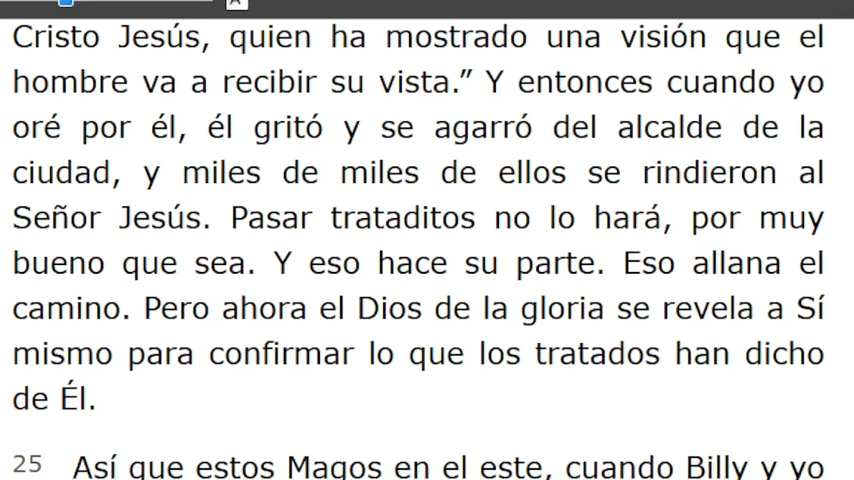 Cristo Jesús, quien ha mostrado una visión que el
hombre va a recibir su vista.” Y entonces cuando yo
oré por él, él gritó y se agarró del alcalde de la
ciudad, y miles de miles de ellos se rindieron al
Señor Jesús. Pasar trataditos no lo hará, por muy
bueno que sea. Y eso hace su parte. Eso allana el
camino. Pero ahora el Dios de la gloria se revela a Sí
mismo para confirmar lo que los tratados han dicho
de Él.
25 Así que estos Magos en el este, cuando Billy y yo